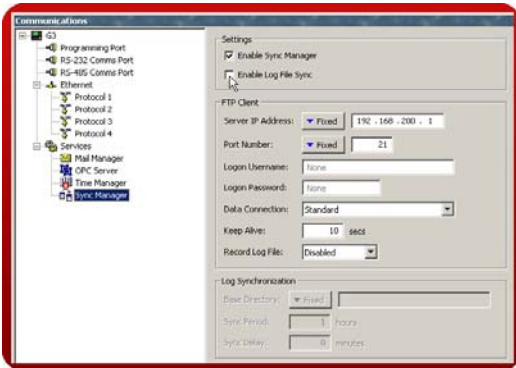 Communications
G3
Programming Port
RS-232 Comms Port
RS-485 Comms Port
Ethernet
Protocol 1
Protocol 2
Protocol 3
Protocol 4
Services
Mail Manager
OPC Server
Time Manager
Sync Manager
Settings
Enable Sync Manager
Enable Log File Sync
FTP Client
Server IP Address: Fixed 192 . 168 . 200 . 1
Port Number: Fixed 21
Logon Username: None
Logon Password: None
Data Connection: Standard
Keep Alive: 10 secs
Record Log File: Disabled
Log Synchronization
Base Directory: Fixed
Sync Period: 1 hours
Sync Delay: 0 minutes